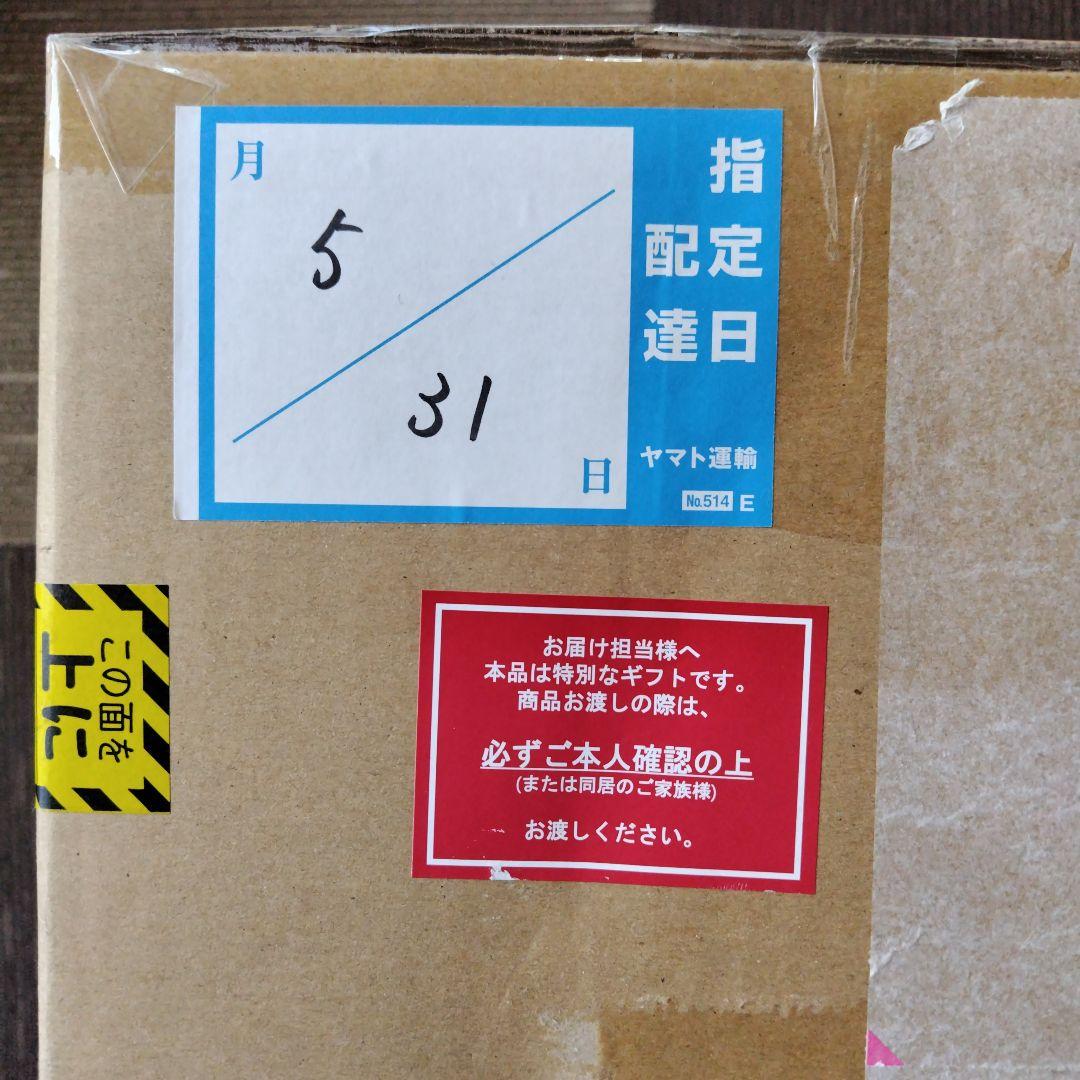 月
5
31
日
指定日
配達
ヤマト運輸
No.514 E
この面を
上に
お届け担当様へ
本品は特別なギフトです。
商品お渡しの際は、
必ずご本人確認の上
(または同居のご家族様)
お渡しください。